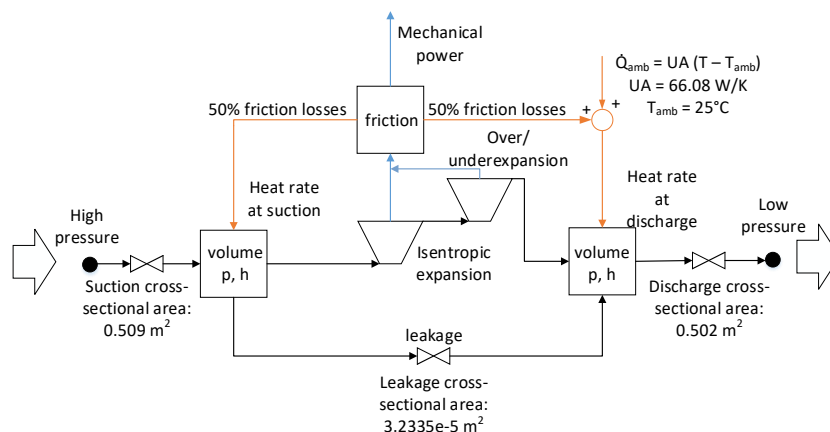 Mechanical
power
Q̇amb = UA (T – Tamb)
UA = 66.08 W/K
Tamb = 25°C
50% friction losses
friction
50% friction losses
+ +
Over/
underexpansion
High
pressure
Heat rate
at suction
Heat rate
at
discharge
Low
pressure
volume
p, h
Isentropic
expansion
volume
p, h
Suction cross-
sectional area:
0.509 m²
Discharge cross-
sectional area:
0.502 m²
leakage
Leakage cross-
sectional area:
3.2335e-5 m²